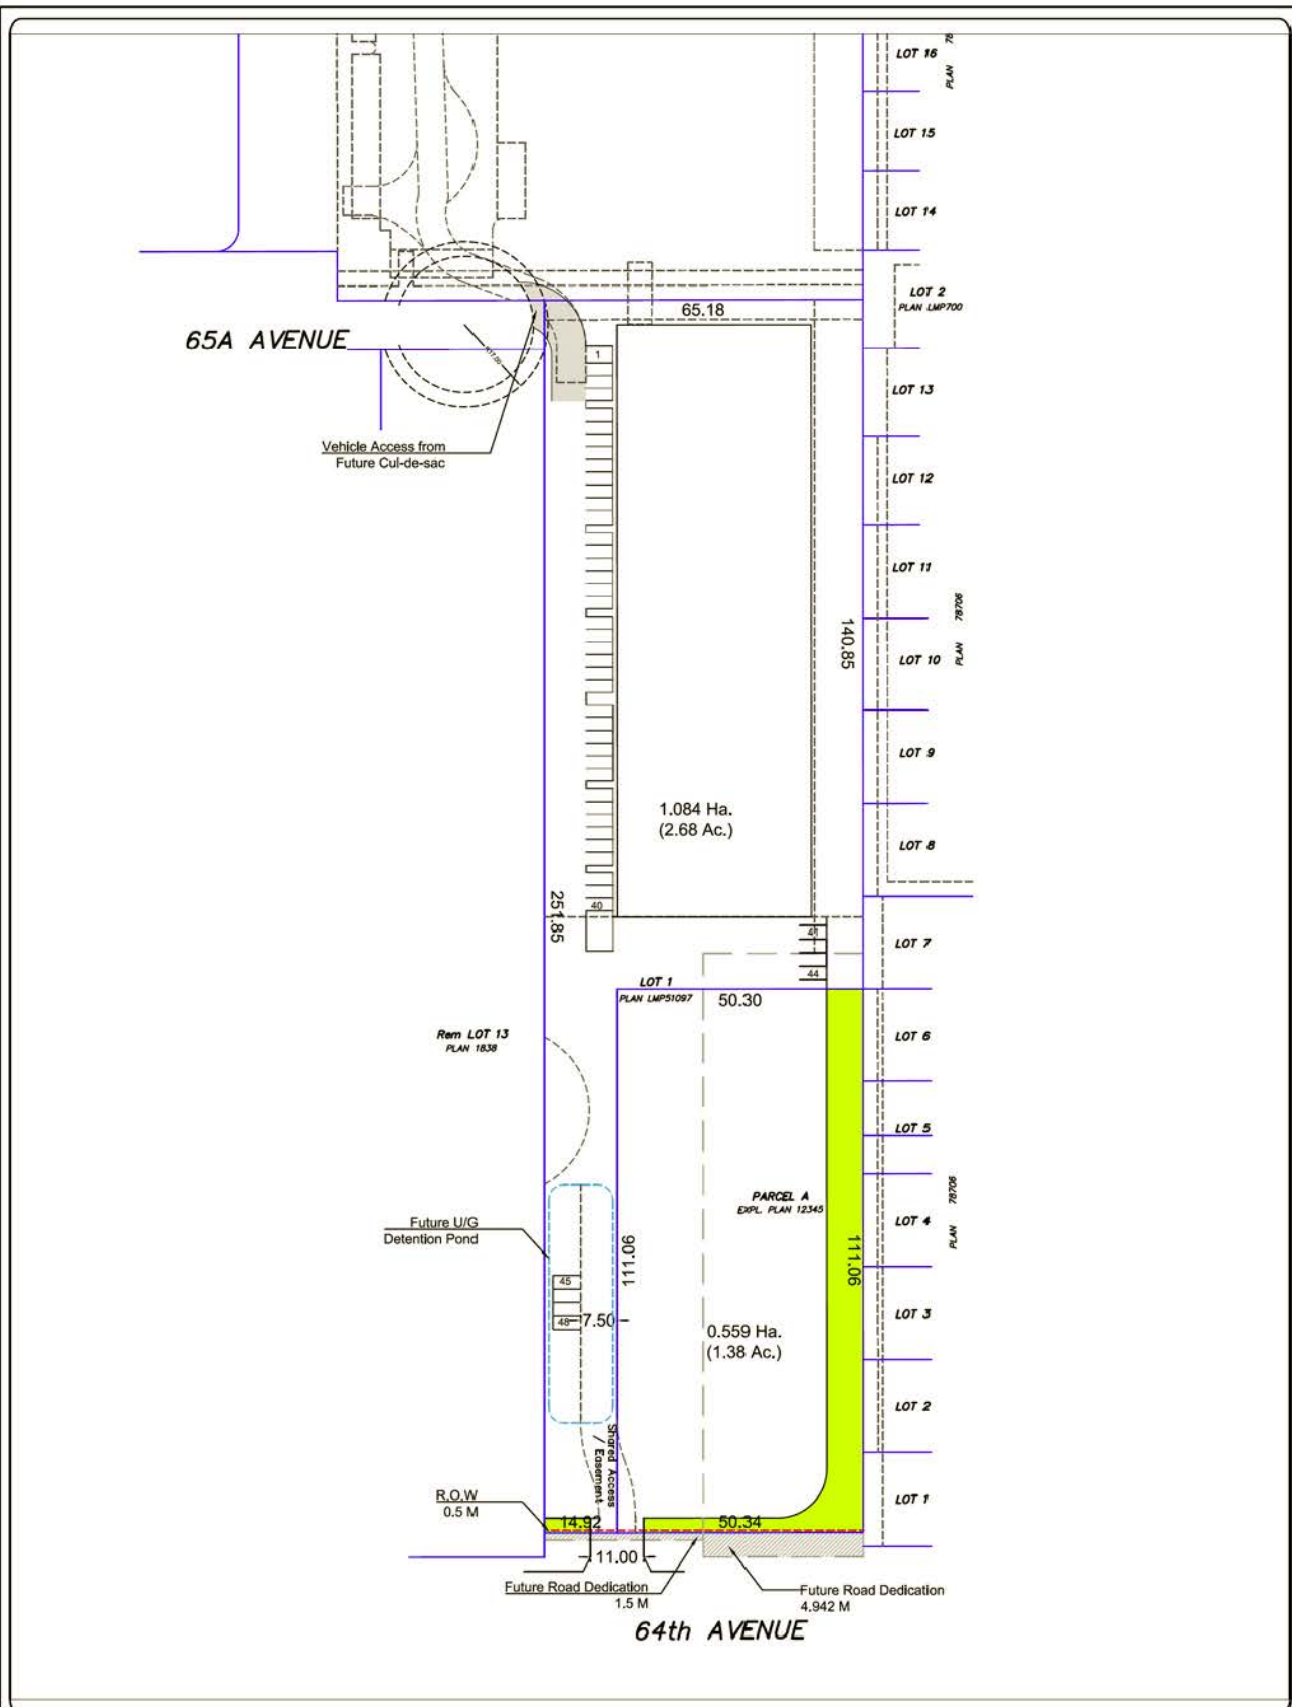 LOT 16
PLAN 78
LOT 15
LOT 14
LOT 2
PLAN LMP700
65.18
65A AVENUE
R17.00
1
LOT 13
Vehicle Access from
Future Cul-de-sac
LOT 12
LOT 11
PLAN 78706
140.85
LOT 10
LOT 9
1.084 Ha.
(2.68 Ac.)
LOT 8
40
251.85
41
LOT 7
44
LOT 1
PLAN LMP51097
50.30
Rem LOT 13
PLAN 1838
LOT 6
LOT 5
PARCEL A
EXPL. PLAN 12345
PLAN 78706
LOT 4
Future U/G
Detention Pond
111.06
111.06
45
LOT 3
48
7.50
0.559 Ha.
(1.38 Ac.)
LOT 2
Shared Access
/ Easement
R.O.W
0.5 M
LOT 1
14.92
50.34
11.00
Future Road Dedication
1.5 M
Future Road Dedication
4.942 M
64th AVENUE